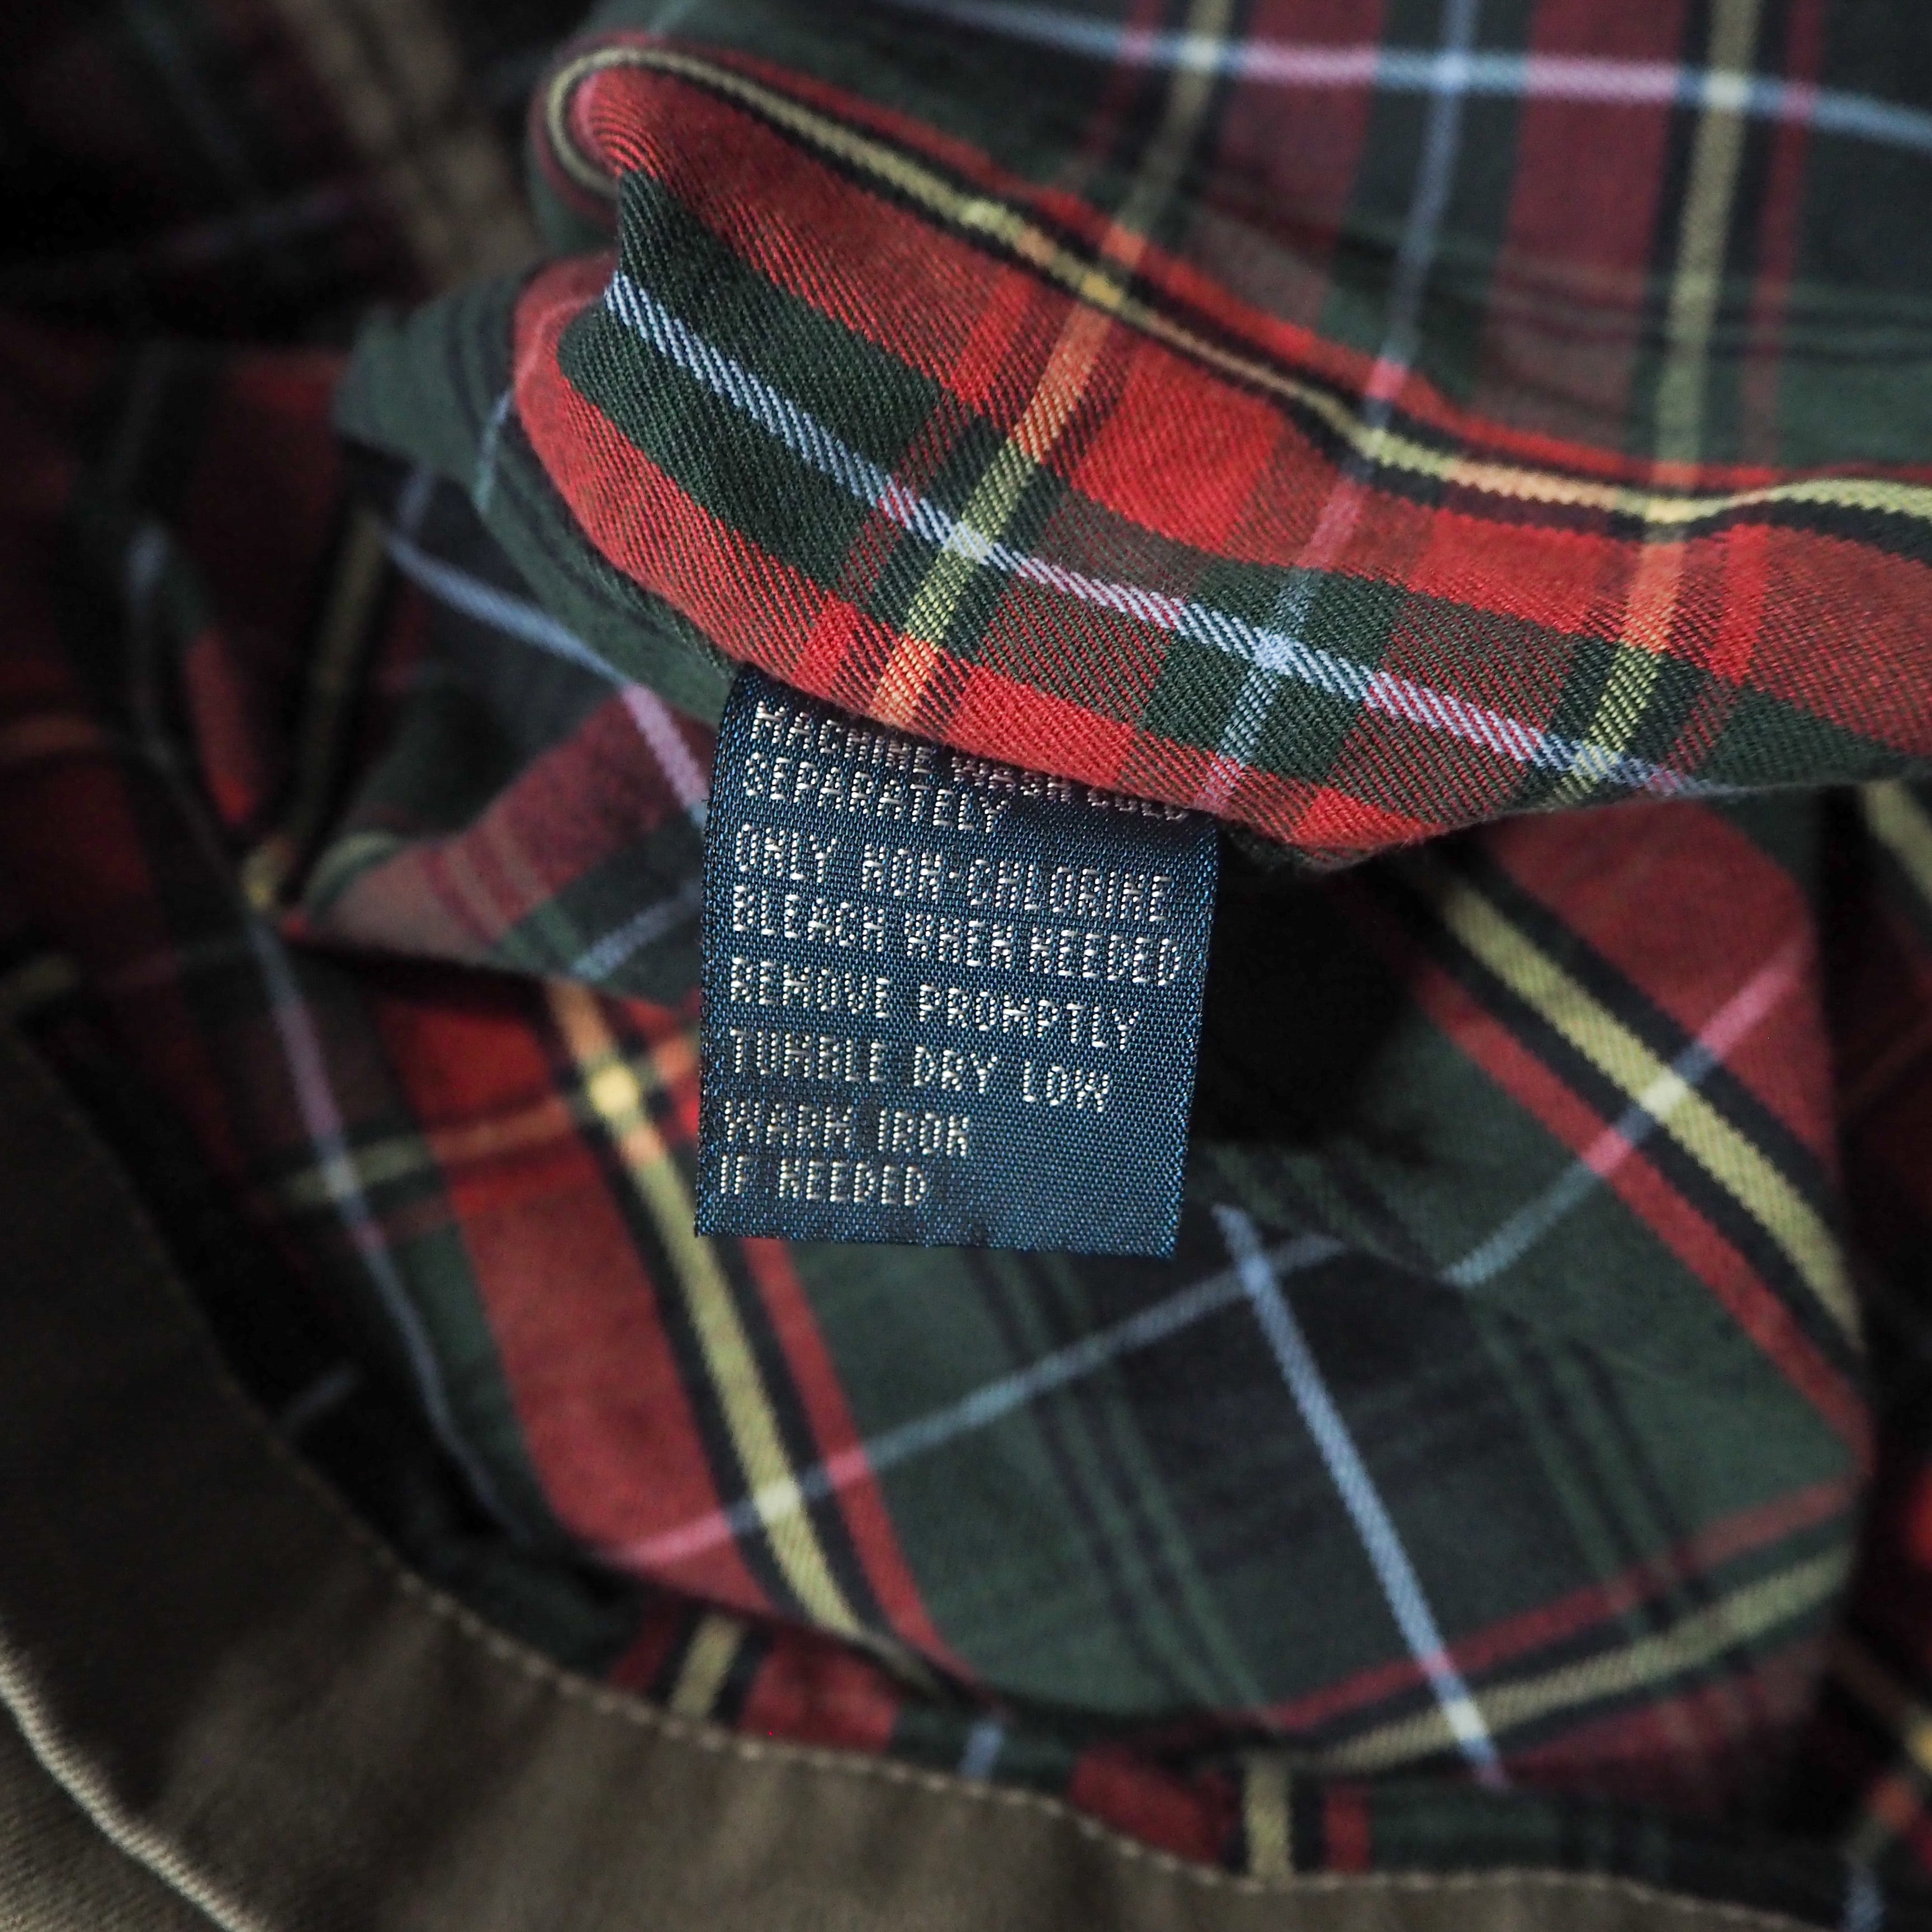 MACHINE WASH COLD
SEPARATELY
ONLY NON-CHLORINE
BLEACH WHEN NEEDED
REMOVE PROMPTLY
TUMBLE DRY LOW
WARM IRON
IF NEEDED